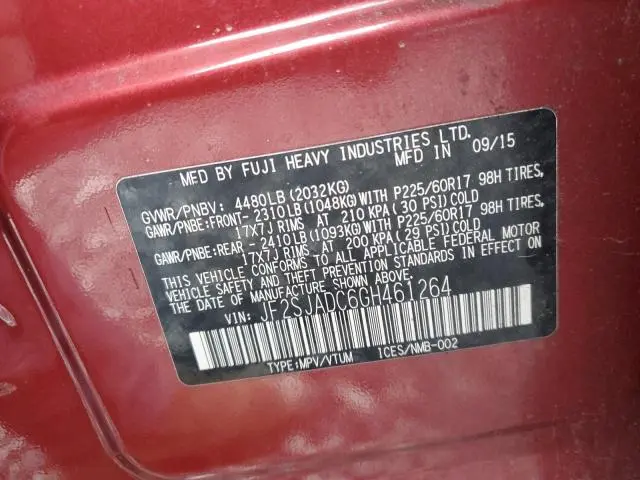 MFD BY FUJI HEAVY INDUSTRIES LTD.
MFD IN 09/15
GVWR/PNBV: 4480LB(2032KG)
GAWR/PNBE:FRONT- 2310LB(1048KG)WITH P225/60R17 98H TIRES,
17X7J RIMS AT 210 KPA(30 PSI)COLD
GAWR/PNBE:REAR - 2410LB(1093KG)WITH P225/60R17 98H TIRES,
17X7J RIMS AT 200 KPA(29 PSI)COLD
THIS VEHICLE CONFORMS TO ALL APPLICABLE FEDERAL MOTOR
VEHICLE SAFETY AND THEFT PREVENTION STANDARDS IN EFFECT ON
THE DATE OF MANUFACTURE SHOWN ABOVE.
VIN: JF2SJADC6GH461264
TYPE:MPV/VTUM ICES/NMB-002